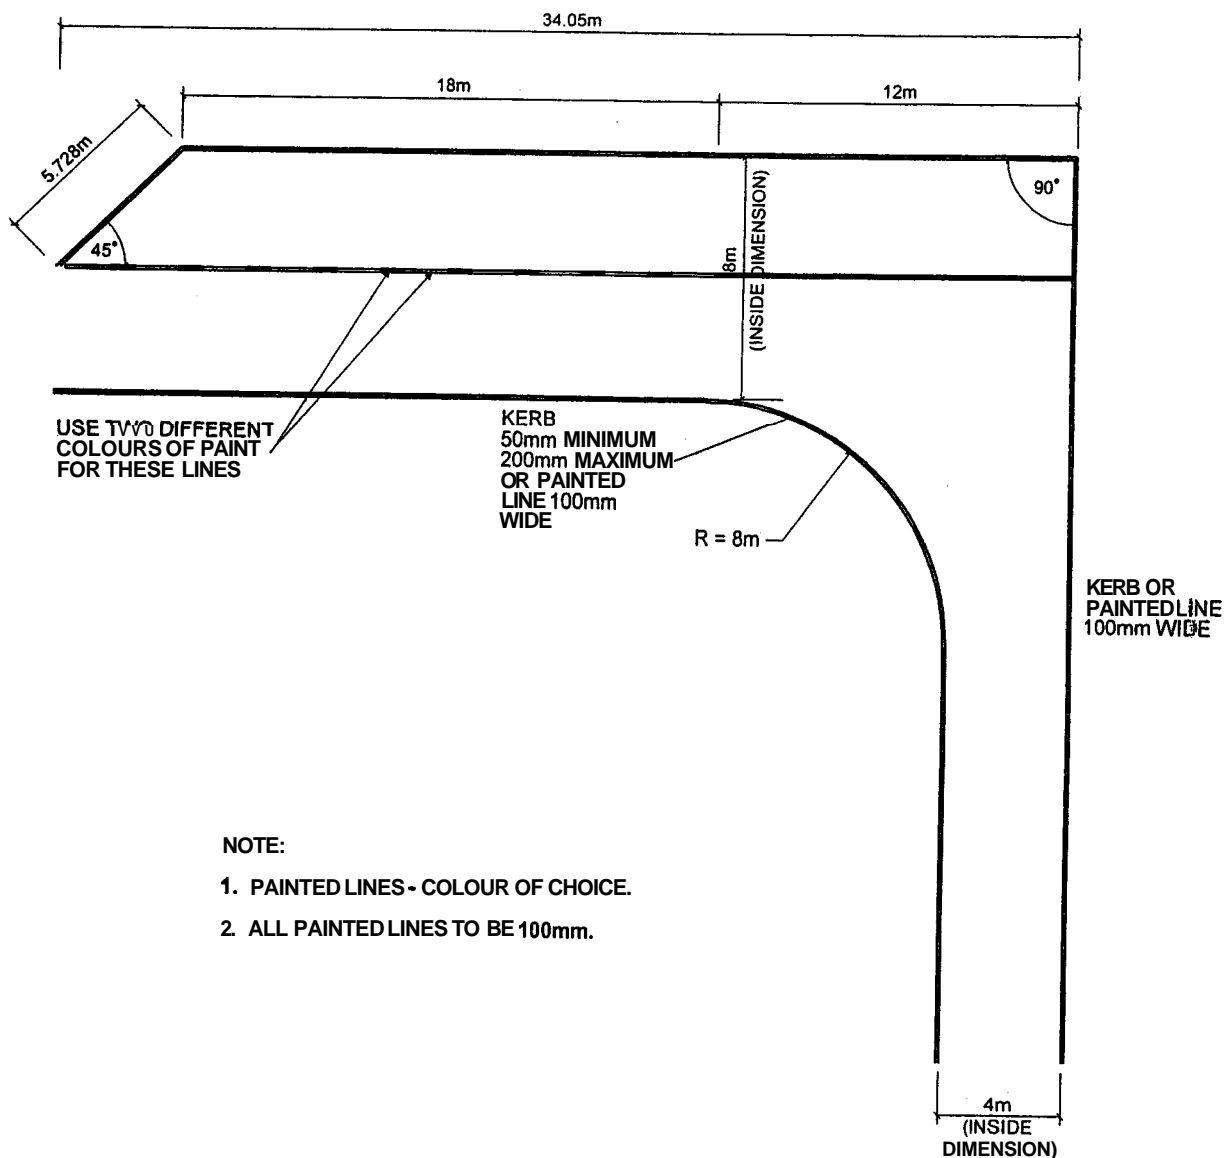 34.05m
18m
12m
5.728m
90°
45°
8m
(INSIDE DIMENSION)
USE TWO DIFFERENT
COLOURS OF PAINT
FOR THESE LINES
KERB
50mm MINIMUM
200mm MAXIMUM
OR PAINTED
LINE 100mm
WIDE
R = 8m
KERB OR
PAINTED LINE
100mm WIDE
NOTE:
1. PAINTED LINES - COLOUR OF CHOICE.
2. ALL PAINTED LINES TO BE 100mm.
4m
(INSIDE
DIMENSION)